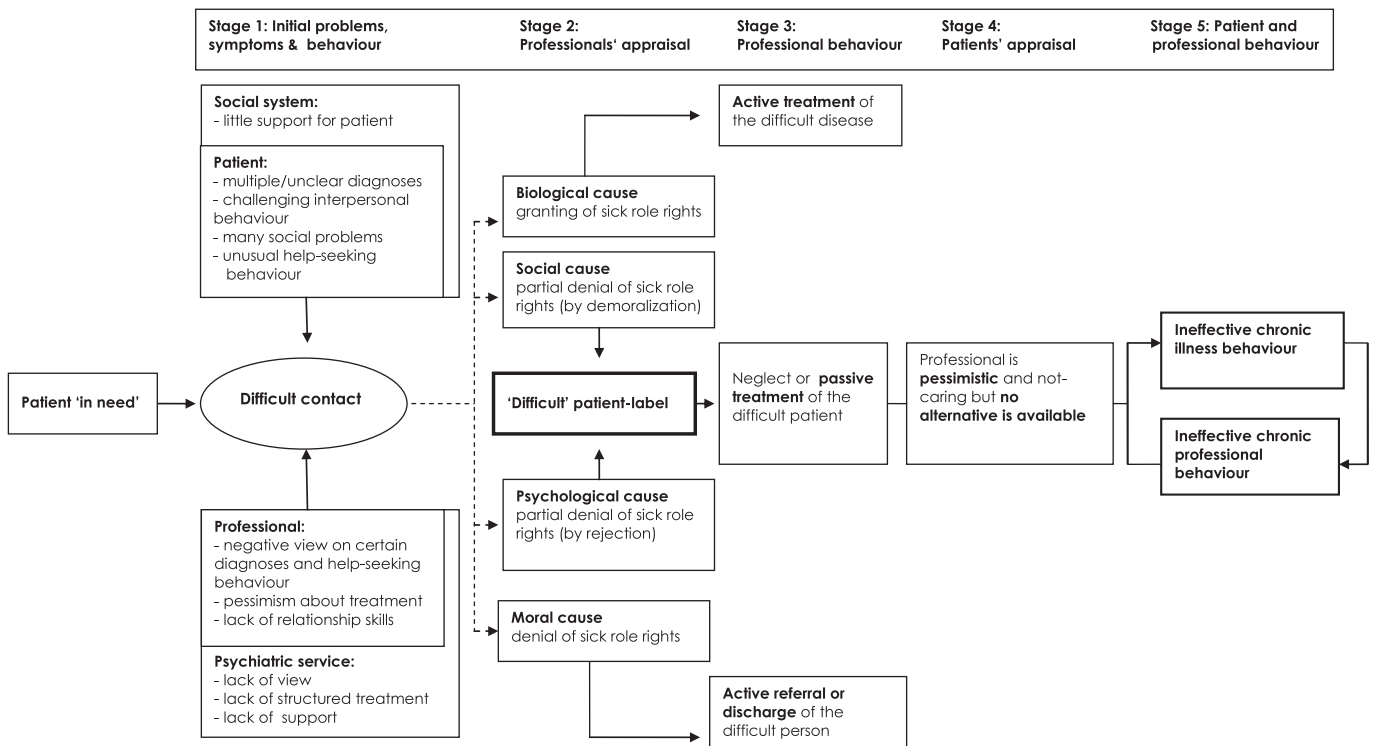 Stage 1: Initial problems,
symptoms & behaviour
Stage 2:
Professionals‘ appraisal
Stage 3:
Professional behaviour
Stage 4:
Patients’ appraisal
Stage 5: Patient and
professional behaviour
Social system:
- little support for patient
Patient:
- multiple/unclear diagnoses
- challenging interpersonal
behaviour
- many social problems
- unusual help-seeking
behaviour
Active treatment of
the difficult disease
Biological cause
granting of sick role rights
Social cause
partial denial of sick role
rights (by demoralization)
Patient ‘in need’
Difficult contact
‘Difficult’ patient-label
Neglect or passive
treatment of the
difficult patient
Professional is
pessimistic and not-
caring but no
alternative is available
Ineffective chronic
illness behaviour
Ineffective chronic
professional
behaviour
Psychological cause
partial denial of sick role
rights (by rejection)
Professional:
- negative view on certain
diagnoses and help-seeking
behaviour
- pessimism about treatment
- lack of relationship skills
Psychiatric service:
- lack of view
- lack of structured treatment
- lack of support
Moral cause
denial of sick role rights
Active referral or
discharge of the
difficult person